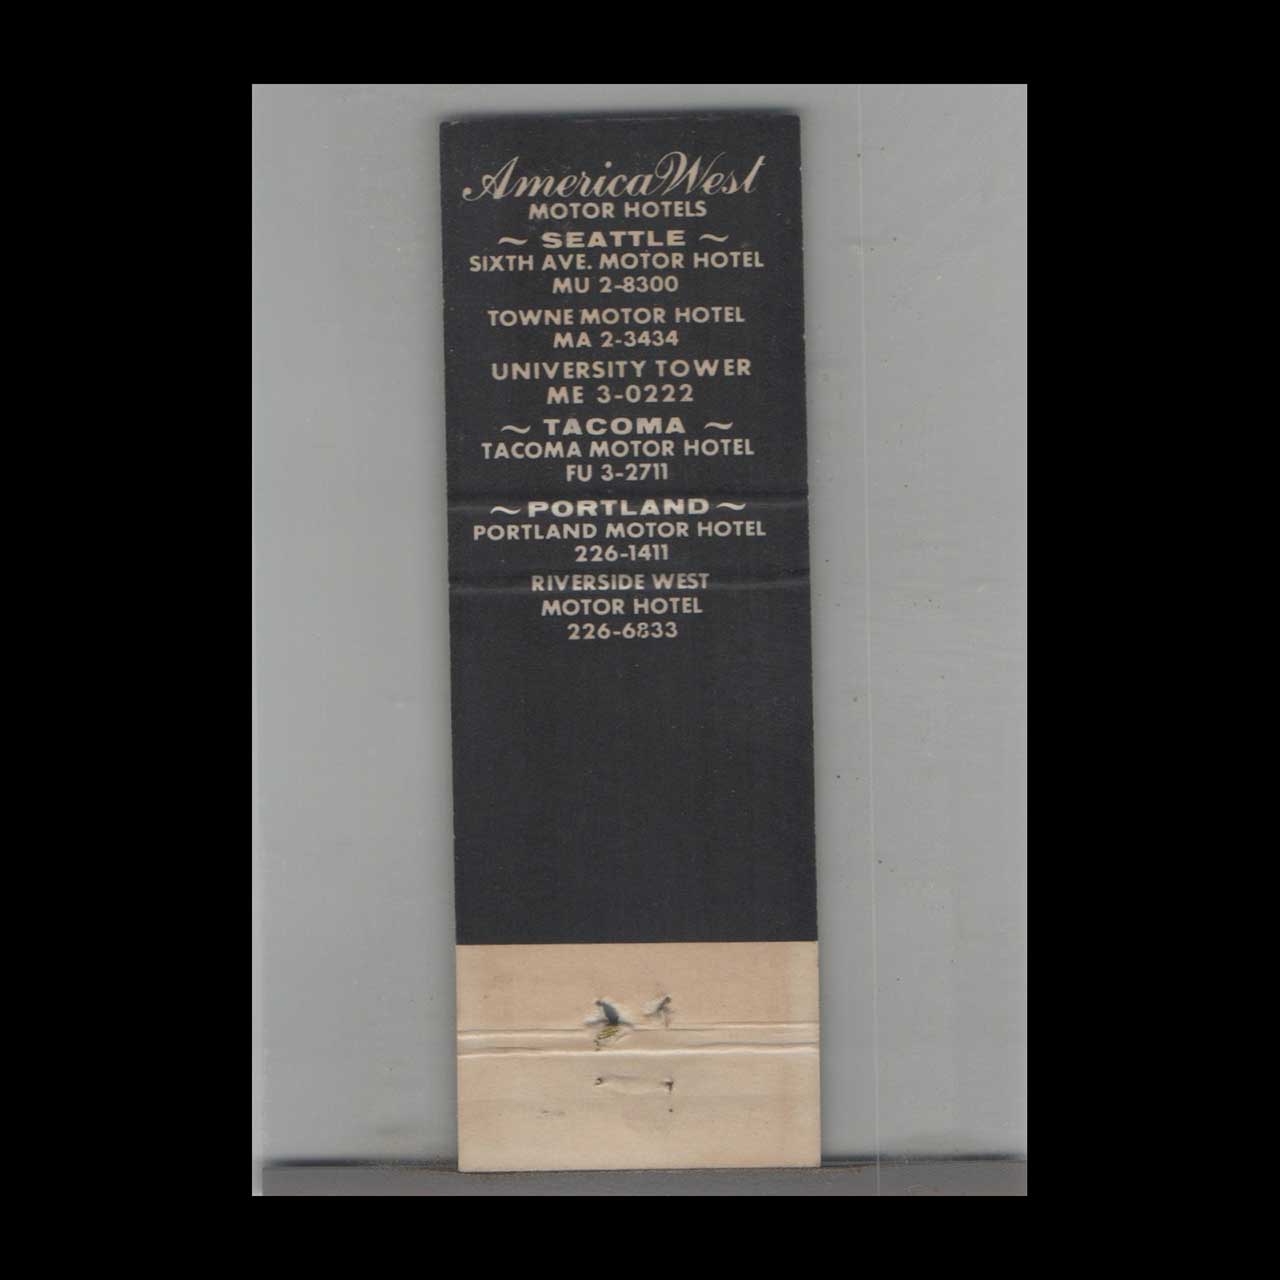 AmericaWest
MOTOR HOTELS
~ SEATTLE ~
SIXTH AVE. MOTOR HOTEL
MU 2-8300
TOWNE MOTOR HOTEL
MA 2-3434
UNIVERSITY TOWER
ME 3-0222
~ TACOMA ~
TACOMA MOTOR HOTEL
FU 3-2711
~ PORTLAND ~
PORTLAND MOTOR HOTEL
226-1411
RIVERSIDE WEST
MOTOR HOTEL
226-6833